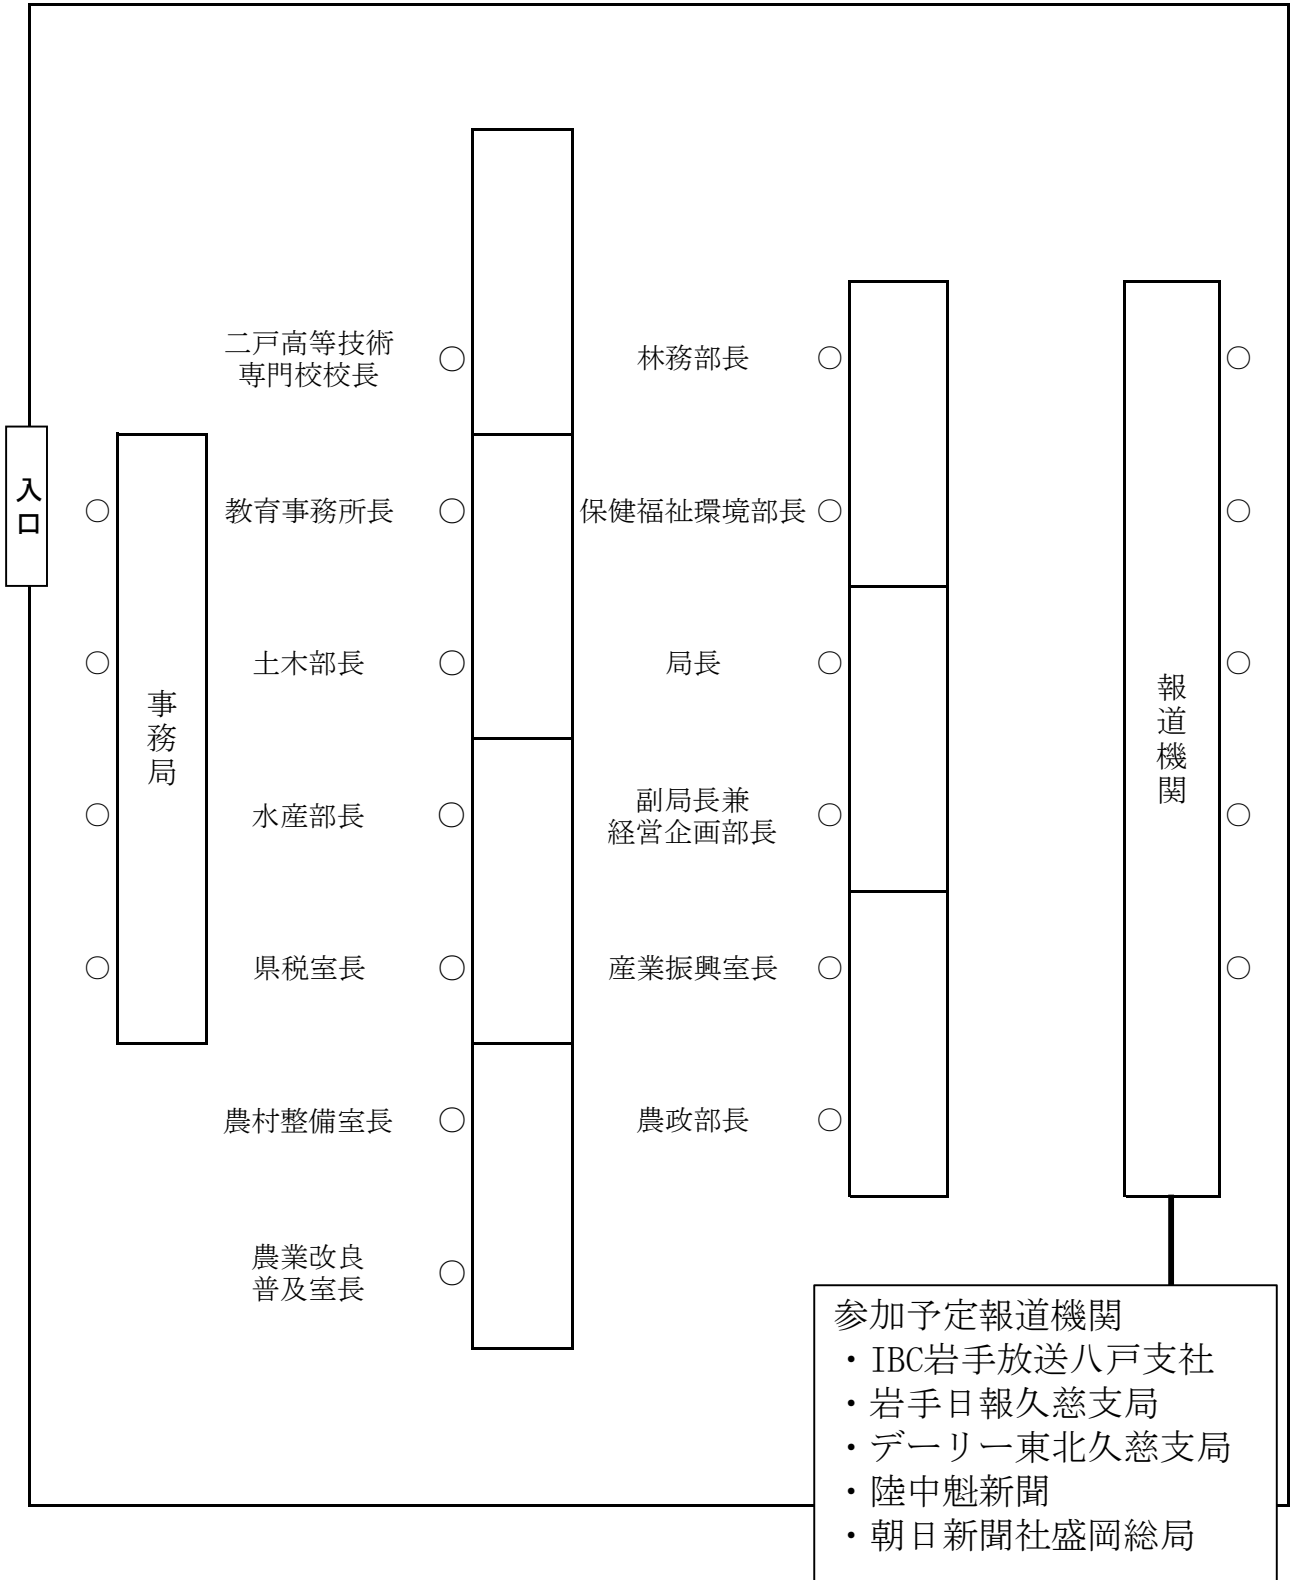 二戸高等技術
専門校校長
林務部長
入口
教育事務所長
保健福祉環境部長
土木部長
局長
事務局
報道機関
水産部長
副局長兼
経営企画部長
県税室長
産業振興室長
農村整備室長
農政部長
農業改良
普及室長
参加予定報道機関
・IBC岩手放送八戸支社
・岩手日報久慈支局
・デーリー東北久慈支局
・陸中魁新聞
・朝日新聞社盛岡総局